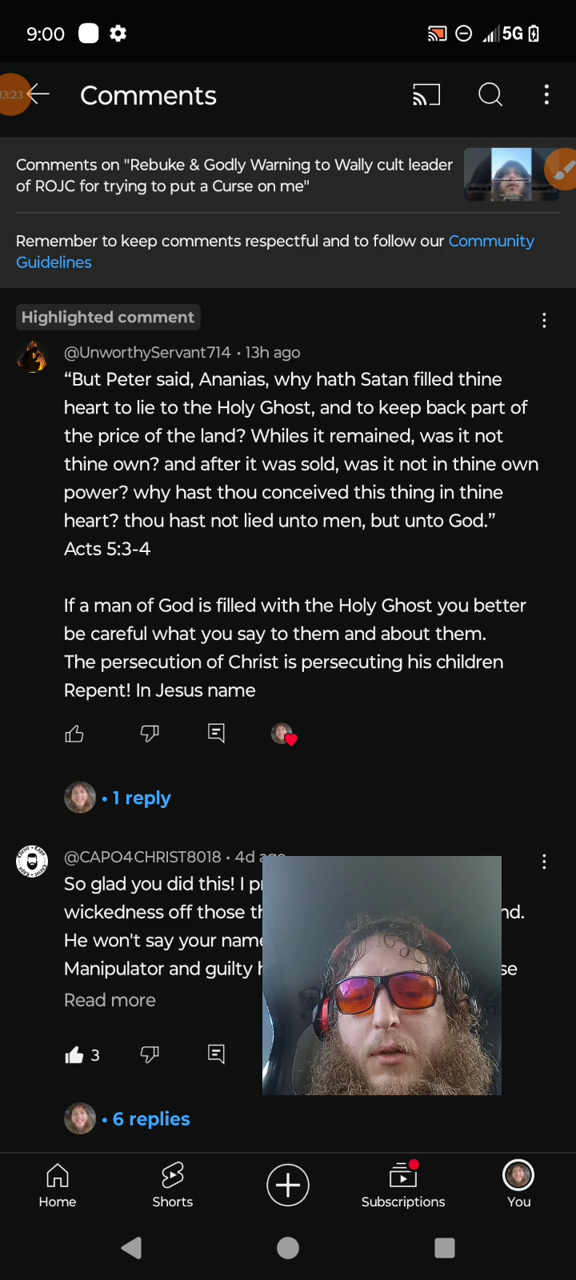 9:00
5G
13:23
Comments
Comments on "Rebuke & Godly Warning to Wally cult leader
of ROJC for trying to put a Curse on me"
Remember to keep comments respectful and to follow our Community
Guidelines
Highlighted comment
@UnworthyServant714 • 13h ago
“But Peter said, Ananias, why hath Satan filled thine
heart to lie to the Holy Ghost, and to keep back part of
the price of the land? Whiles it remained, was it not
thine own? and after it was sold, was it not in thine own
power? why hast thou conceived this thing in thine
heart? thou hast not lied unto men, but unto God.”
Acts 5:3-4
If a man of God is filled with the Holy Ghost you better
be careful what you say to them and about them.
The persecution of Christ is persecuting his children
Repent! In Jesus name
• 1 reply
@CAPO4CHRIST8018 • 4d ago
So glad you did this! I
wickedness off those
He won't say your name
Manipulator and guilty
Read more
3
• 6 replies
Home
Shorts
Subscriptions
You